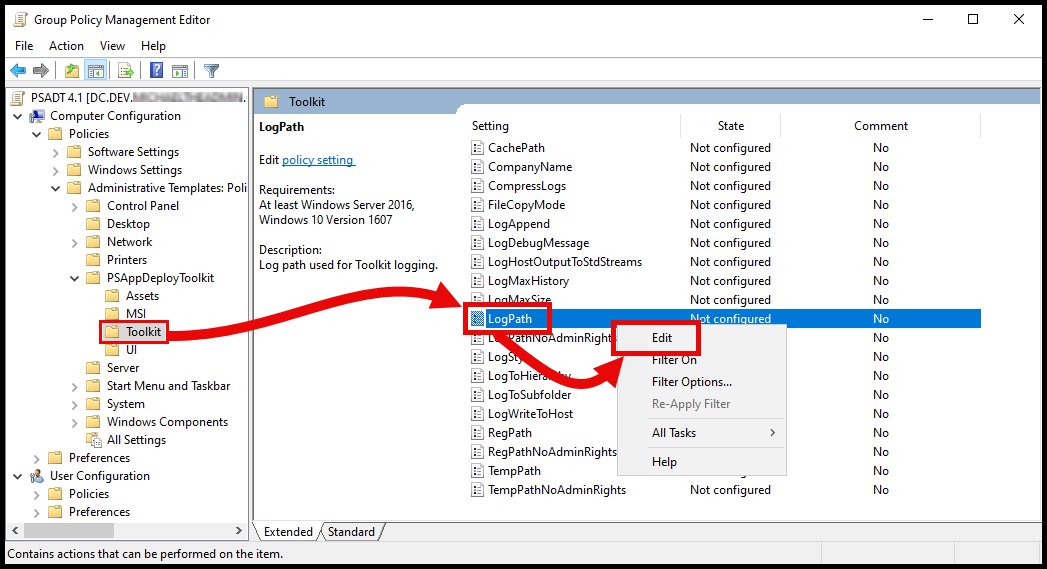 Group Policy Management Editor
File Action View Help
PSADT 4.1 [DC.DEV.
Computer Configuration
Policies
Software Settings
Windows Settings
Administrative Templates: Poli
Control Panel
Desktop
Network
Printers
PSAppDeployToolkit
Assets
MSI
Toolkit
UI
Server
Start Menu and Taskbar
System
Windows Components
All Settings
Preferences
User Configuration
Policies
Preferences
Toolkit
LogPath
Edit policy setting
Requirements:
At least Windows Server 2016,
Windows 10 Version 1607
Description:
Log path used for Toolkit logging.
Setting State Comment
CachePath Not configured No
CompanyName Not configured No
CompressLogs Not configured No
FileCopyMode Not configured No
LogAppend Not configured No
LogDebugMessage Not configured No
LogHostOutputToStdStreams Not configured No
LogMaxHistory Not configured No
LogMaxSize Not configured No
LogPath Not configured No
LogPathNoAdminRights No
No
LogToHierarchy No
LogToSubfolder No
LogWriteToHost No
RegPath No
RegPathNoAdminRights No
TempPath No
TempPathNoAdminRights Not configured No
Edit
Filter On
Filter Options...
Re-Apply Filter
All Tasks
Help
Extended Standard
Contains actions that can be performed on the item.